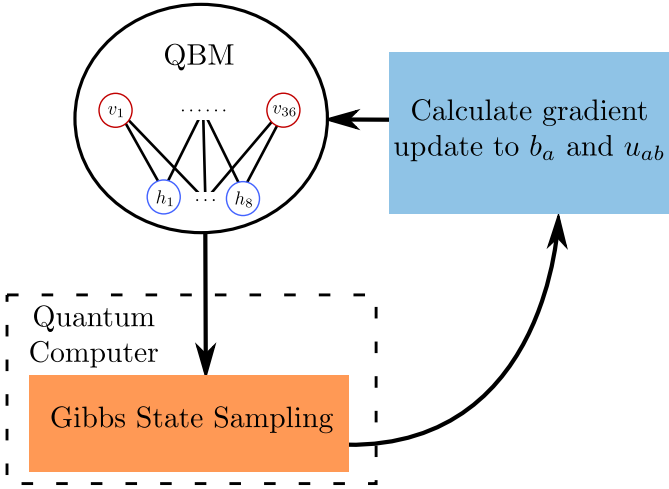 QBM
v₁ ······ v₃₆
h₁ ··· h₈
Calculate gradient
update to bₐ and uₐb
Quantum
Computer
Gibbs State Sampling